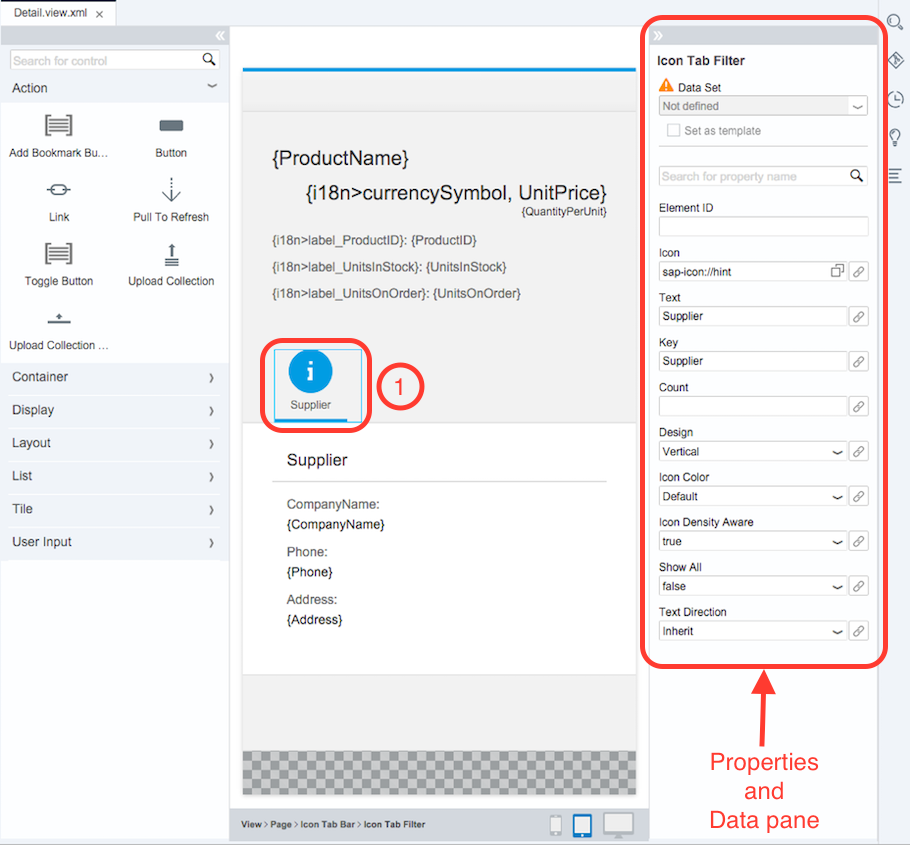 Detail.view.xml ×
«
Search for control
Action
Add Bookmark Bu...
Button
Link
Pull To Refresh
Toggle Button
Upload Collection
Upload Collection ...
Container
Display
Layout
List
Tile
User Input
{ProductName}
{i18n>currencySymbol, UnitPrice}
{QuantityPerUnit}
{i18n>label_ProductID}: {ProductID}
{i18n>label_UnitsInStock}: {UnitsInStock}
{i18n>label_UnitsOnOrder}: {UnitsOnOrder}
i
Supplier
1
Supplier
CompanyName:
{CompanyName}
Phone:
{Phone}
Address:
{Address}
View > Page > Icon Tab Bar > Icon Tab Filter
»
Icon Tab Filter
Data Set
Not defined
Set as template
Search for property name
Element ID
Icon
sap-icon://hint
Text
Supplier
Key
Supplier
Count
Design
Vertical
Icon Color
Default
Icon Density Aware
true
Show All
false
Text Direction
Inherit
Properties
and
Data pane